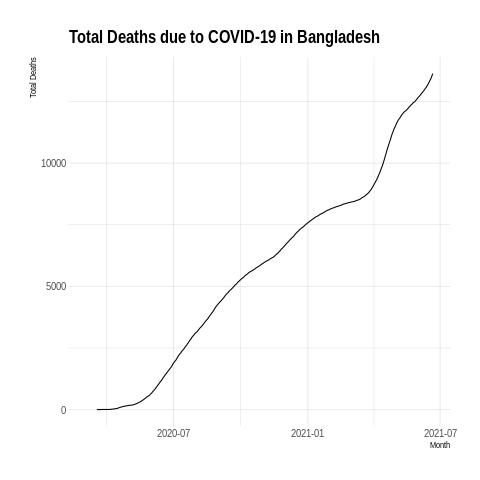 Total Deaths due to COVID-19 in Bangladesh
Total Deaths
10000
5000
0
2020-07 2021-01 2021-07
Month